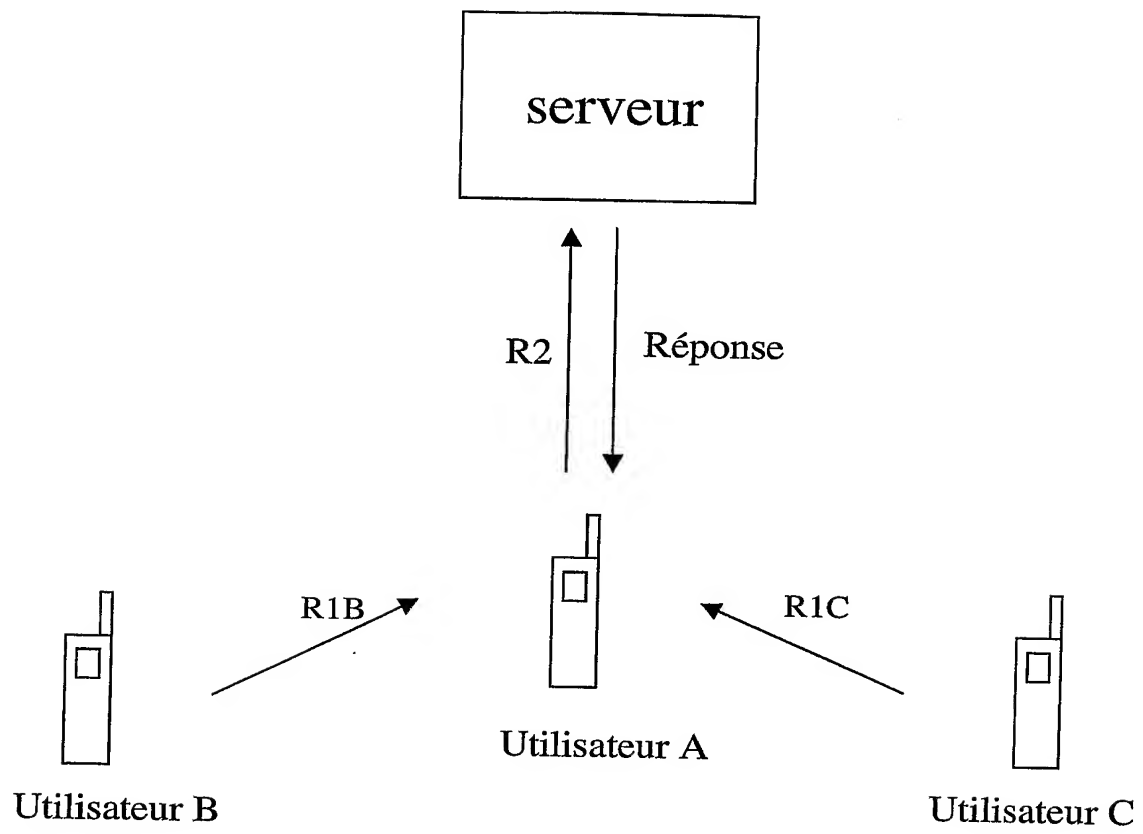 serveur
R2
Réponse
R1B
R1C
Utilisateur A
Utilisateur B
Utilisateur C